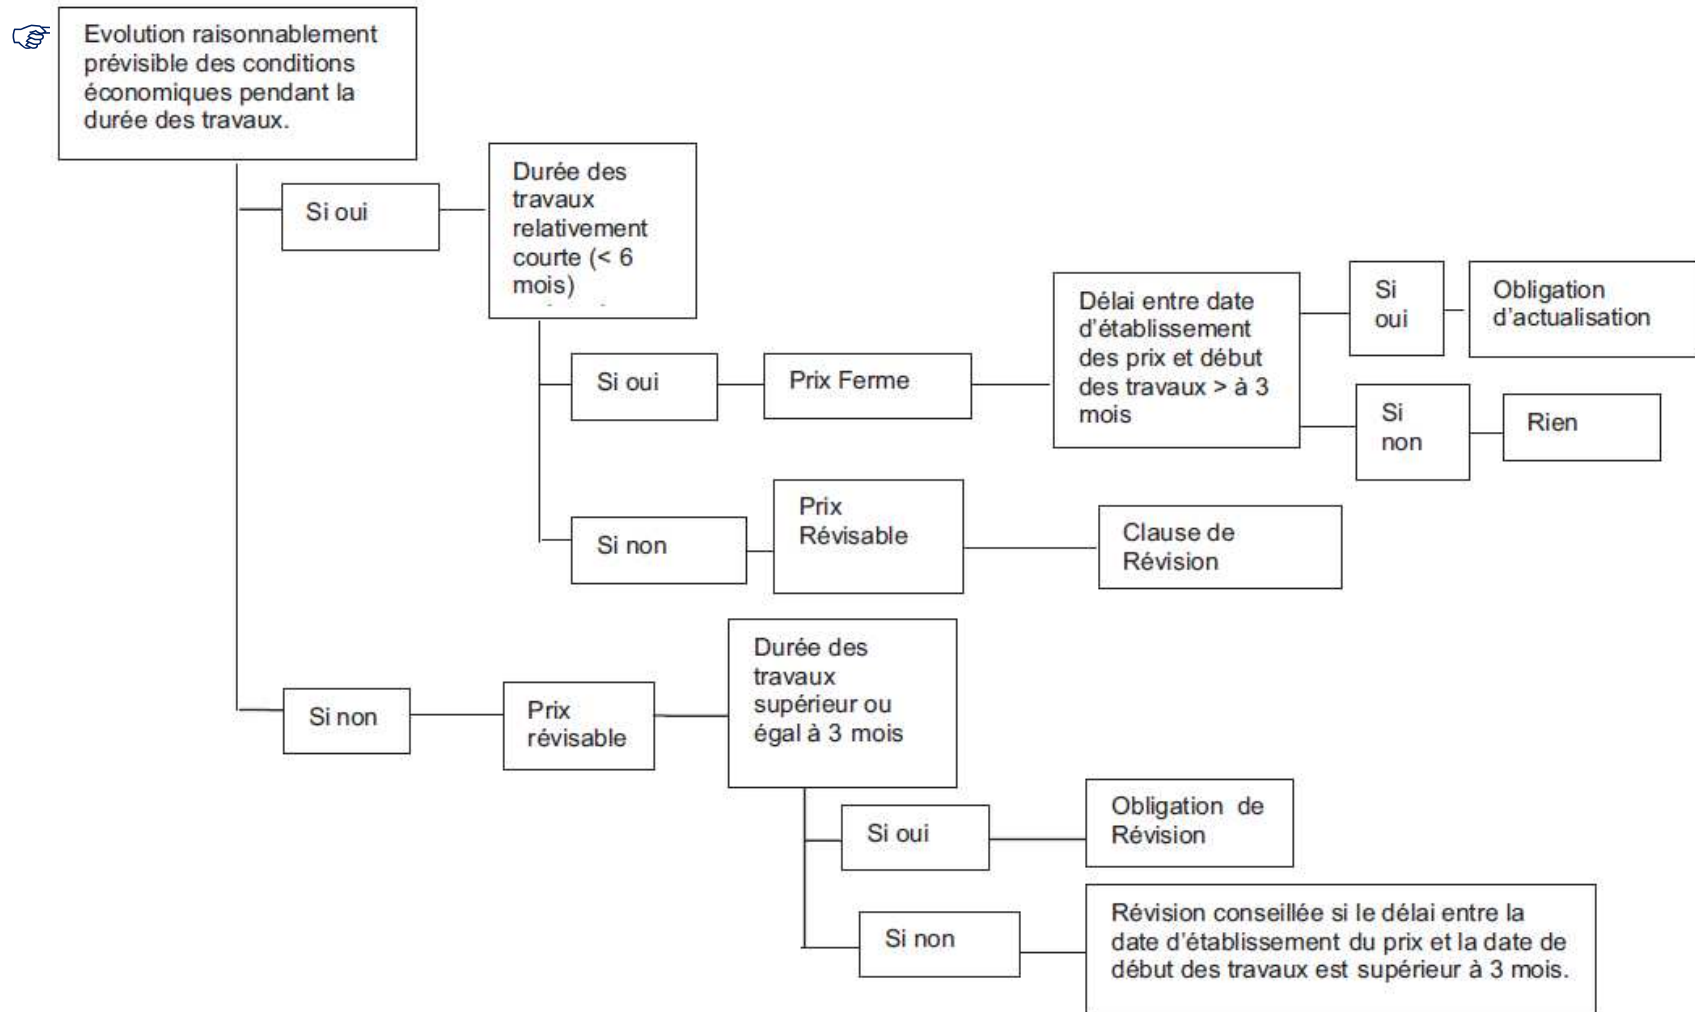 Evolution raisonnablement
prévisible des conditions
économiques pendant la
durée des travaux.
Si oui
Durée des
travaux
relativement
courte (< 6
mois)
Si oui
Prix Ferme
Délai entre date
d'établissement
des prix et début
des travaux > à 3
mois
Si
oui
Obligation
d'actualisation
Si
non
Rien
Si non
Prix
Révisable
Clause de
Révision
Si non
Prix
révisable
Durée des
travaux
supérieur ou
égal à 3 mois
Si oui
Obligation de
Révision
Si non
Révision conseillée si le délai entre la
date d'établissement du prix et la date de
début des travaux est supérieur à 3 mois.